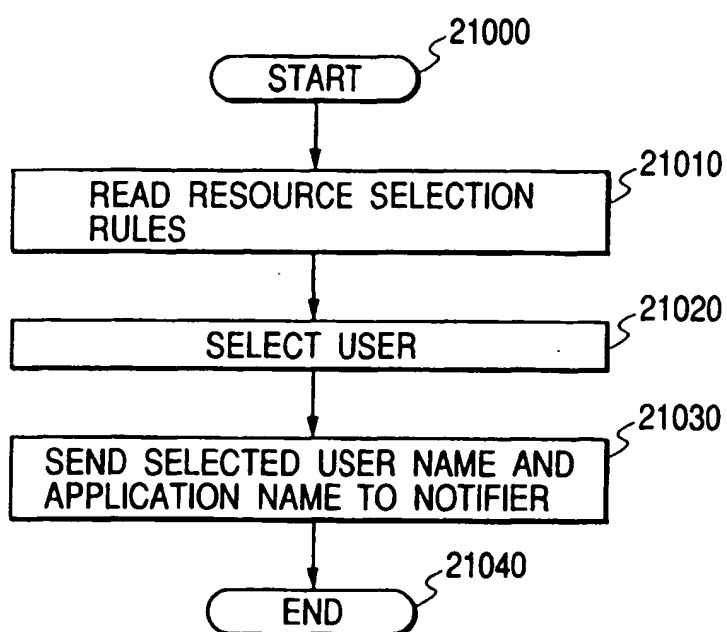 21000
START
21010
READ RESOURCE SELECTION
RULES
21020
SELECT USER
21030
SEND SELECTED USER NAME AND
APPLICATION NAME TO NOTIFIER
21040
END